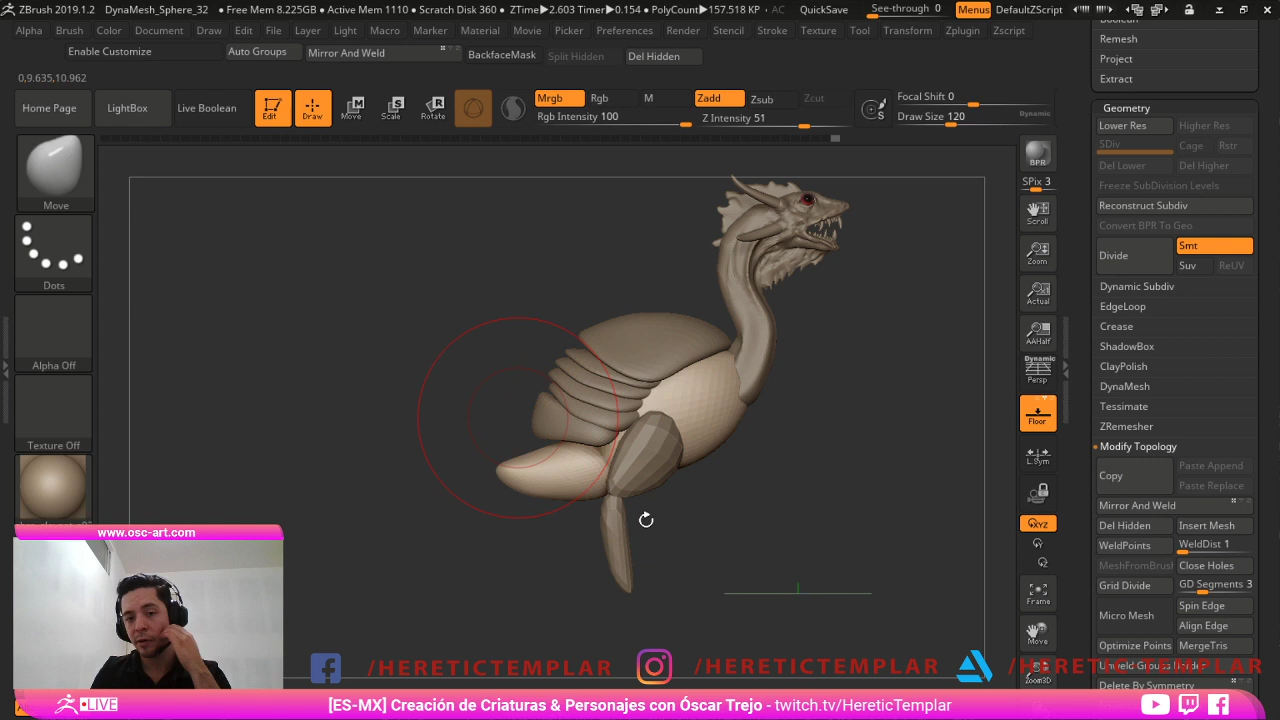 ZBrush 2019.1.2 DynaMesh_Sphere_32 • Free Mem 8.225GB • Active Mem 1110 • Scratch Disk 360 • ZTime▶2.603 Timer▶0.154 • PolyCount▶157.518 KP AC QuickSave See-through 0 Menus DefaultZScript
Alpha Brush Color Document Draw Edit File Layer Light Macro Marker Material Movie Picker Preferences Render Stencil Stroke Texture Tool Transform Zplugin Zscript
Enable Customize Auto Groups Mirror And Weld BackfaceMask Split Hidden Del Hidden
0,9.635,10.962
Home Page LightBox Live Boolean Edit Draw Move Scale Rotate
Mrgb Rgb M Zadd Zsub Zcut Focal Shift 0
Rgb Intensity 100 Z Intensity 51 Draw Size 120 Dynamic
Move
Dots
Alpha Off
Texture Off
BPR
SPix 3
Scroll
Zoom
Actual
AAHalf
Dynamic
Persp
Floor
L.Sym
XYZ
Frame
Move
Zoom3D
Remesh
Project
Extract
Geometry
Lower Res Higher Res
SDiv Cage Rstr
Del Lower Del Higher
Freeze SubDivision Levels
Reconstruct Subdiv
Convert BPR To Geo
Divide Smt
Suv ReUV
Dynamic Subdiv
EdgeLoop
Crease
ShadowBox
ClayPolish
DynaMesh
Tessimate
ZRemesher
Modify Topology
Copy Paste Append
Paste Replace
Mirror And Weld
Del Hidden Insert Mesh
WeldPoints WeldDist 1
MeshFromBrush Close Holes
Grid Divide GD Segments 3
Micro Mesh Spin Edge
Align Edge
Optimize Points MergeTris
Delete By Symmetry
www.osc-art.com
/HERETICTEMPLAR /HERETICTEMPLAR /HERETICTEMPLAR
LIVE [ES-MX] Creación de Criaturas & Personajes con Óscar Trejo - twitch.tv/HereticTemplar